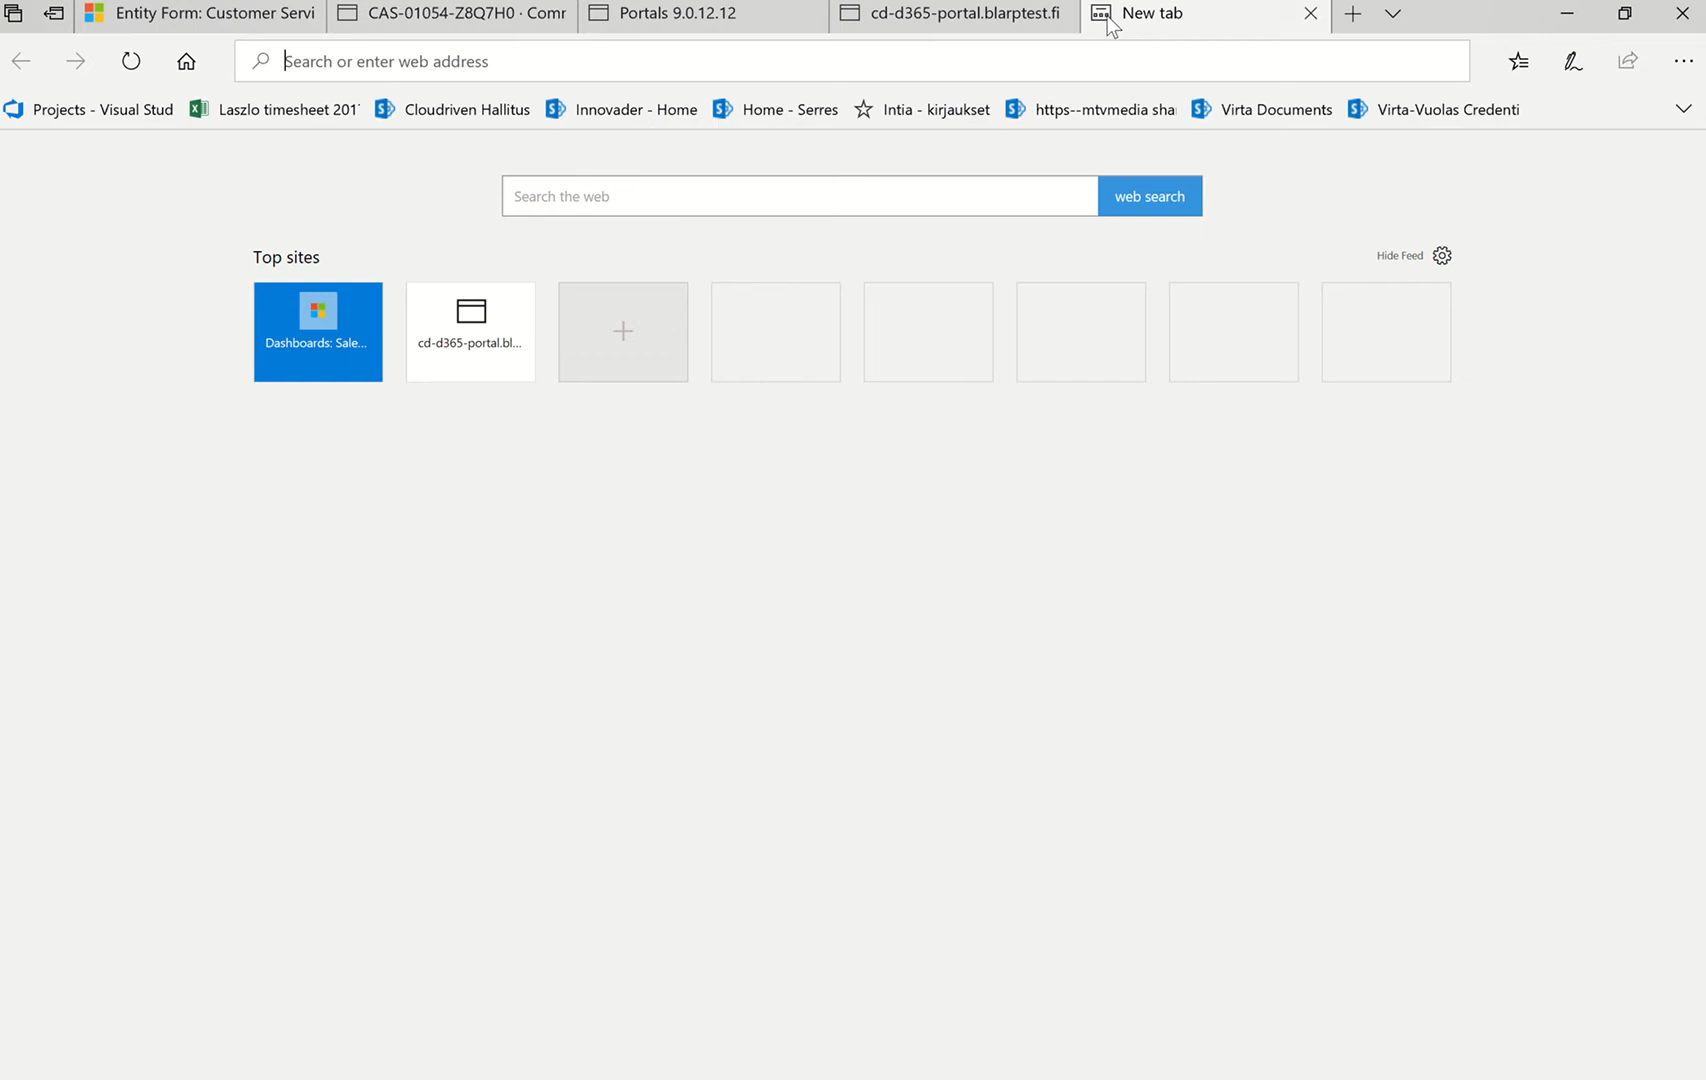 Entity Form: Customer Servi
CAS-01054-Z8Q7H0 · Comr
Portals 9.0.12.12
cd-d365-portal.blarptest.fi
New tab
Search or enter web address
Projects - Visual Stud
Laszlo timesheet 201
Cloudriven Hallitus
Innovader - Home
Home - Serres
Intia - kirjaukset
https--mtvmedia sha
Virta Documents
Virta-Vuolas Credenti
Search the web
web search
Top sites
Hide Feed
Dashboards: Sale...
cd-d365-portal.bl...